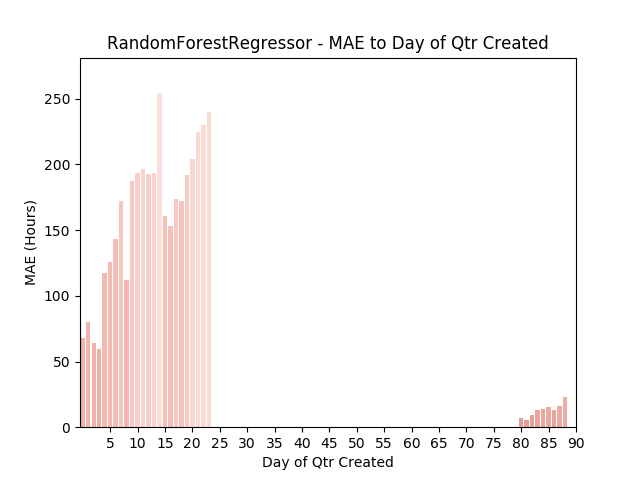 RandomForestRegressor - MAE to Day of Qtr Created
250
200
150
100
50
0
MAE (Hours)
5 10 15 20 25 30 35 40 45 50 55 60 65 70 75 80 85 90
Day of Qtr Created